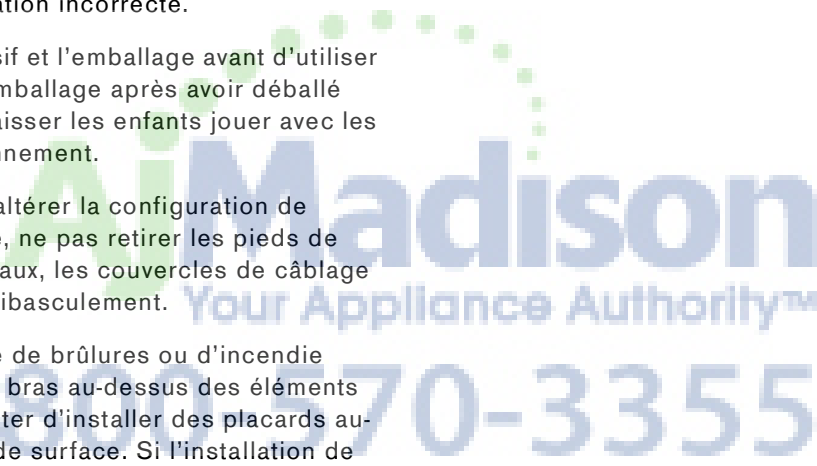 ation incorrecte.
sif et l’emballage avant d’utiliser
mballage après avoir déballé
aisser les enfants jouer avec les
nnement.
altérer la configuration de
e, ne pas retirer les pieds de
aux, les couvercles de câblage
ibasculement.
e de brûlures ou d’incendie
bras au-dessus des éléments
ter d’installer des placards au-
de surface. Si l’installation de
AjMadison
Your Appliance Authority™
800-570-3355